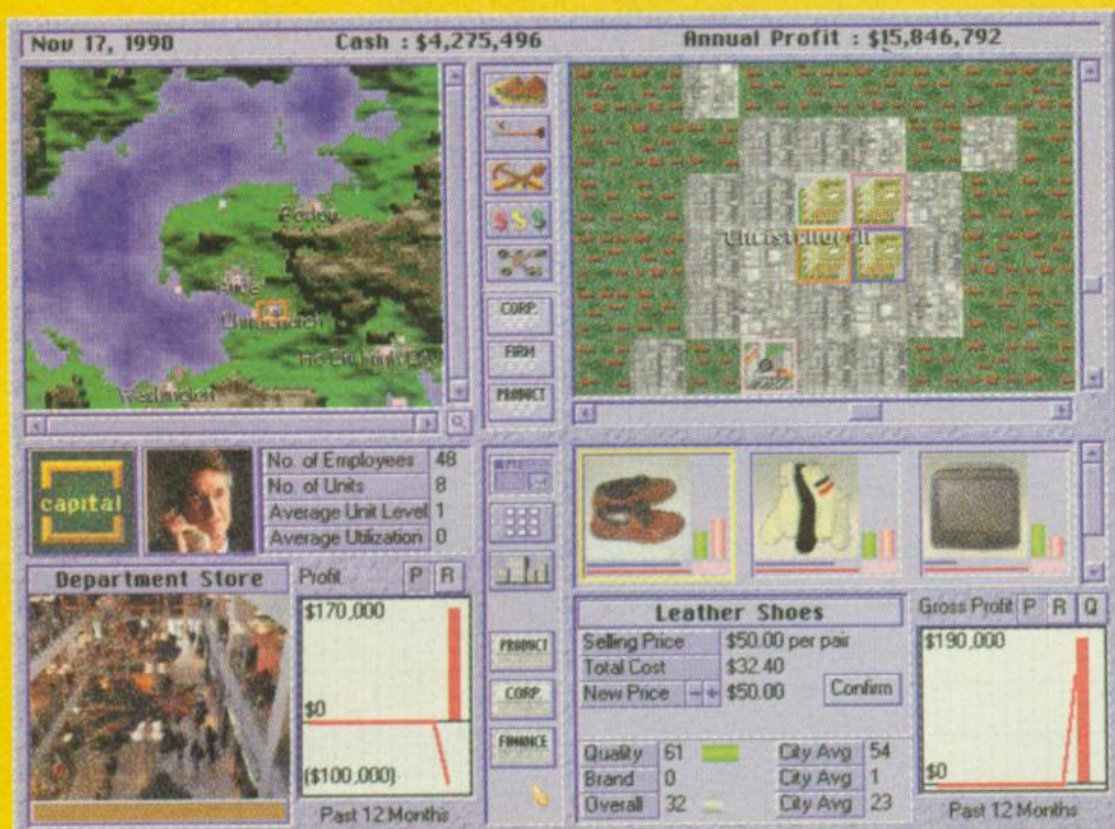 Nov 17, 1990 Cash : $4,275,496 Annual Profit : $15,846,792
Christchurch
CORP.
FIRM
PRODUCT
capital
No. of Employees 48
No. of Units 8
Average Unit Level 1
Average Utilization 0
Department Store
Profit P R
$170,000
$0
($100,000)
Past 12 Months
PRODUCT
CORP.
FINANCE
Leather Shoes
Selling Price $50.00 per pair
Total Cost $32.40
New Price - + $50.00 Confirm
Quality 61 City Avg 54
Brand 0 City Avg 1
Overall 32 City Avg 23
Gross Profit P R Q
$190,000
$0
Past 12 Months